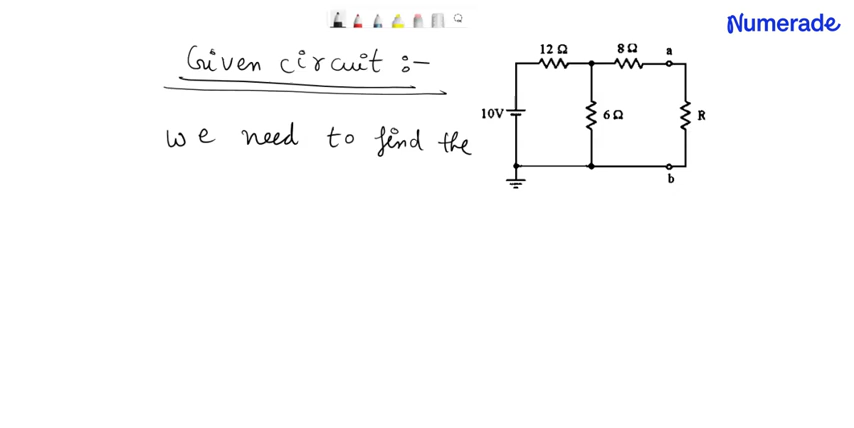 Numerade
Given circuit :-
we need to find the
12 Ω
8 Ω
a
10V
6 Ω
R
b